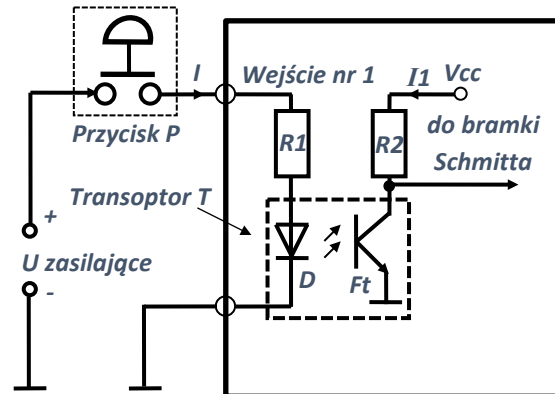 I
Wejście nr 1
I1
Vcc
Przycisk P
R1
R2
do bramki
Schmitta
Transoptor T
+
U zasilające
-
D
Ft